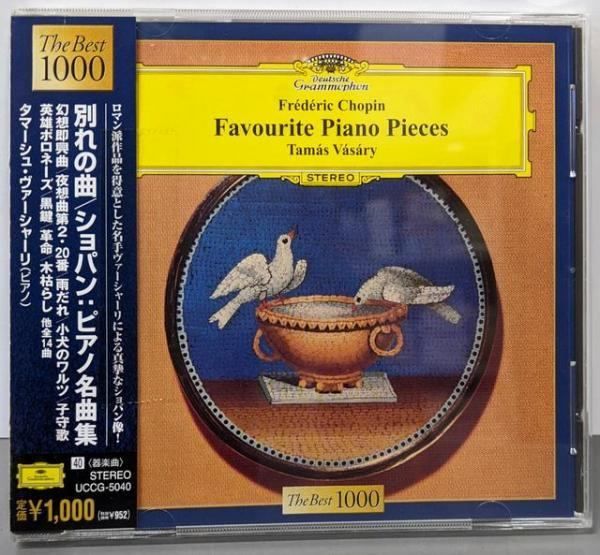 The Best
1000
ロマン派作品を得意とした名手ヴァーシャーリによる真摯なショパン像!
別れの曲/ショパン:ピアノ名曲集
幻想即興曲/夜想曲第2・20番/雨だれ/小犬のワルツ/子守歌
英雄ポロネーズ/黒鍵/革命/木枯らし 他全14曲
タマーシュ・ヴァーシャーリ(ピアノ)
40 〈器楽曲〉
STEREO
UCCG-5040
定価¥1,000(税抜¥952)
Deutsche
Grammophon
Frédéric Chopin
Favourite Piano Pieces
Tamás Vásáry
STEREO
The Best 1000